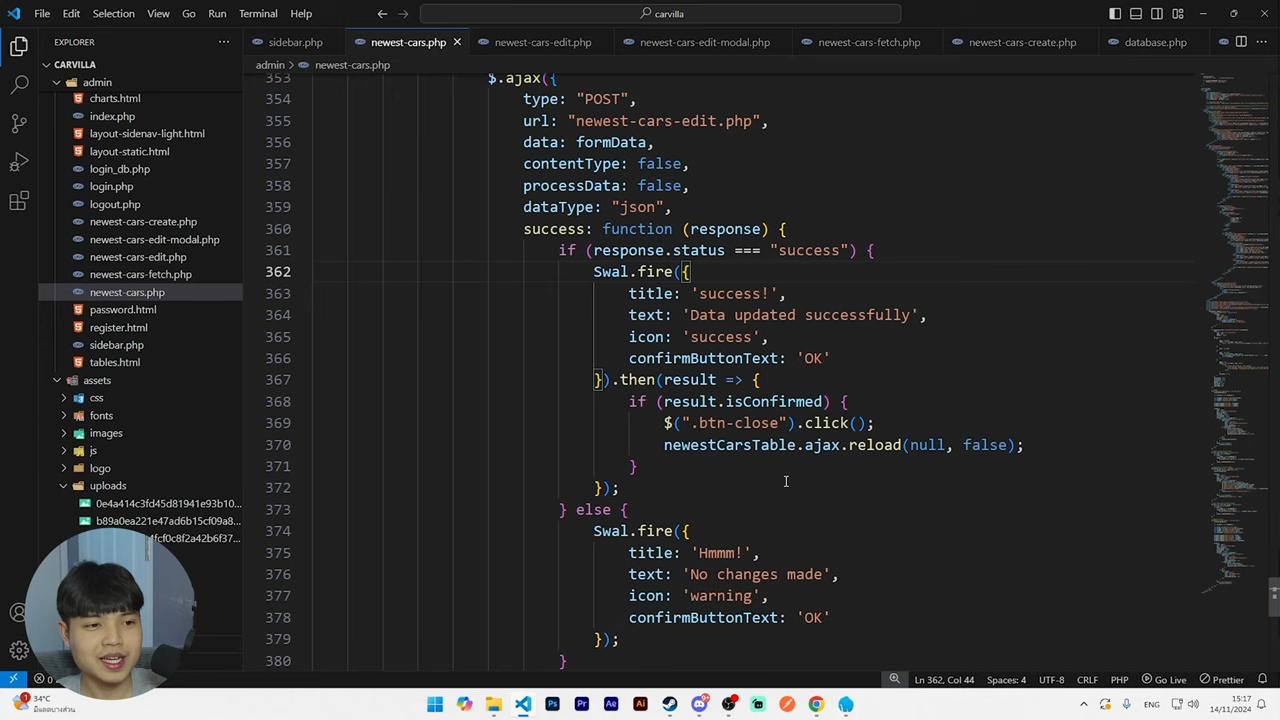 File Edit Selection View Go Run Terminal Help
carvilla
EXPLORER
sidebar.php newest-cars.php newest-cars-edit.php newest-cars-edit-modal.php newest-cars-fetch.php newest-cars-create.php database.php
CARVILLA
admin > newest-cars.php
admin
charts.html
index.php
layout-sidenav-light.html
layout-static.html
login_db.php
login.php
logout.php
newest-cars-create.php
newest-cars-edit-modal.php
newest-cars-edit.php
newest-cars-fetch.php
newest-cars.php
password.html
register.html
sidebar.php
tables.html
assets
css
fonts
images
js
logo
uploads
0e4a414c3fd45d81941e93b10...
b89a0ea221e47ad6b15c09a8...
353 $.ajax({
354 type: "POST",
355 url: "newest-cars-edit.php",
356 data: formData,
357 contentType: false,
358 processData: false,
359 dataType: "json",
360 success: function (response) {
361 if (response.status === "success") {
362 Swal.fire({
363 title: 'success!',
364 text: 'Data updated successfully',
365 icon: 'success',
366 confirmButtonText: 'OK'
367 }).then(result => {
368 if (result.isConfirmed) {
369 $(".btn-close").click();
370 newestCarsTable.ajax.reload(null, false);
371 }
372 });
373 } else {
374 Swal.fire({
375 title: 'Hmmm!',
376 text: 'No changes made',
377 icon: 'warning',
378 confirmButtonText: 'OK'
379 });
380 }
0 Ln 362, Col 44 Spaces: 4 UTF-8 CRLF PHP Go Live Prettier
34°C
ENG 15:17
14/11/2024